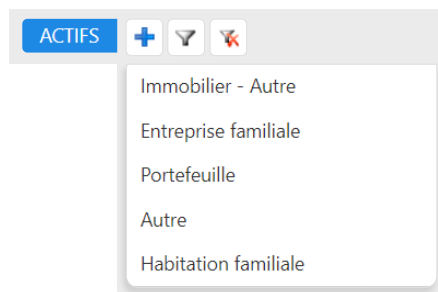 ACTIFS
Immobilier - Autre
Entreprise familiale
Portefeuille
Autre
Habitation familiale